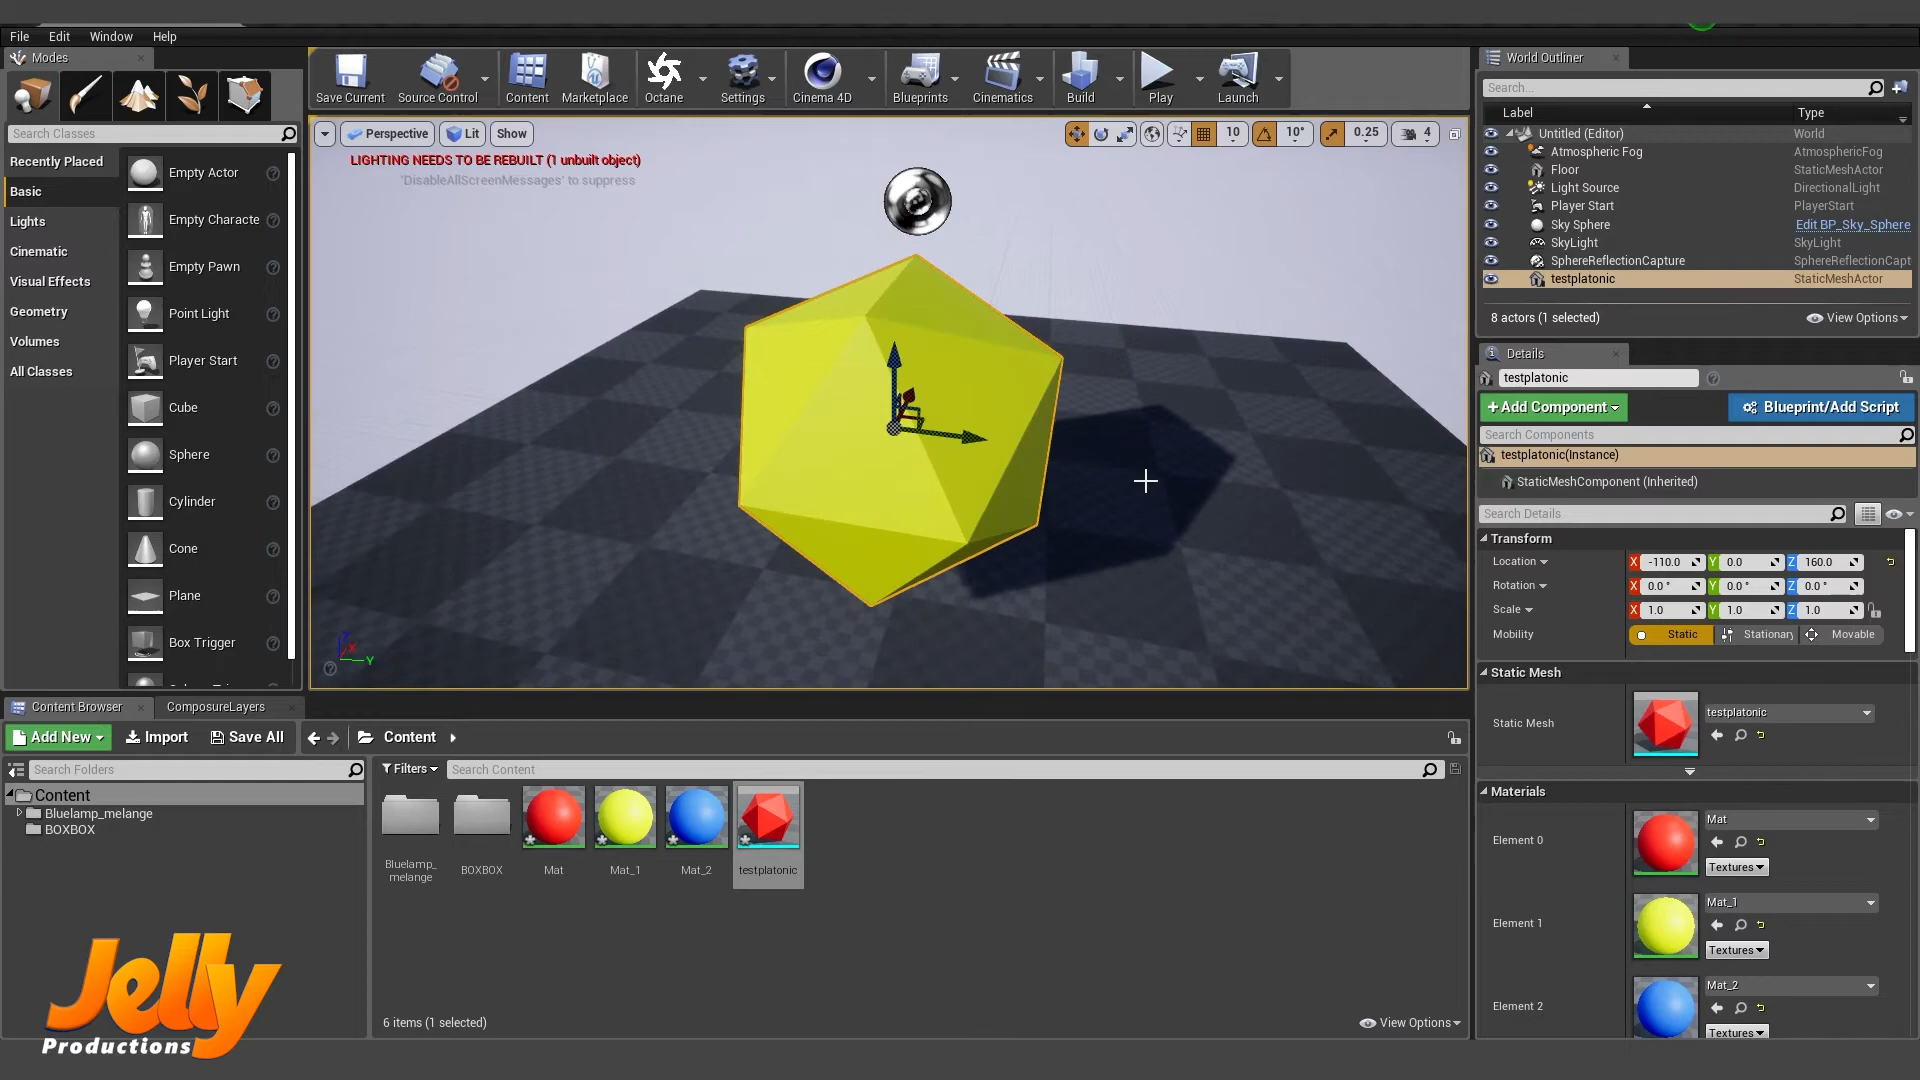 File Edit Window Help
Modes
Save Current
Source Control
Content
Marketplace
Octane
Settings
Cinema 4D
Blueprints
Cinematics
Build
Play
Launch
Search Classes
Recently Placed
Basic
Lights
Cinematic
Visual Effects
Geometry
Volumes
All Classes
Empty Actor
Empty Characte
Empty Pawn
Point Light
Player Start
Cube
Sphere
Cylinder
Cone
Plane
Box Trigger
Perspective Lit Show
10 10° 0.25 4
LIGHTING NEEDS TO BE REBUILT (1 unbuilt object)
'DisableAllScreenMessages' to suppress
Z
X
Y
World Outliner
Search...
Label Type
Untitled (Editor) World
Atmospheric Fog AtmosphericFog
Floor StaticMeshActor
Light Source DirectionalLight
Player Start PlayerStart
Sky Sphere Edit BP_Sky_Sphere
SkyLight SkyLight
SphereReflectionCapture SphereReflectionCapt
testplatonic StaticMeshActor
8 actors (1 selected) View Options
Details
testplatonic
+Add Component Blueprint/Add Script
Search Components
testplatonic(Instance)
StaticMeshComponent (Inherited)
Search Details
Transform
Location X -110.0 Y 0.0 Z 160.0
Rotation X 0.0 ° Y 0.0 ° Z 0.0 °
Scale X 1.0 Y 1.0 Z 1.0
Mobility Static Stationary Movable
Static Mesh
Static Mesh testplatonic
Materials
Element 0 Mat
Textures
Element 1 Mat_1
Textures
Element 2 Mat_2
Textures
Content Browser ComposureLayers
Add New Import Save All Content
Search Folders
Content
Bluelamp_melange
BOXBOX
Filters Search Content
Bluelamp_
melange
BOXBOX
Mat
Mat_1
Mat_2
testplatonic
6 items (1 selected) View Options
Jelly
Productions